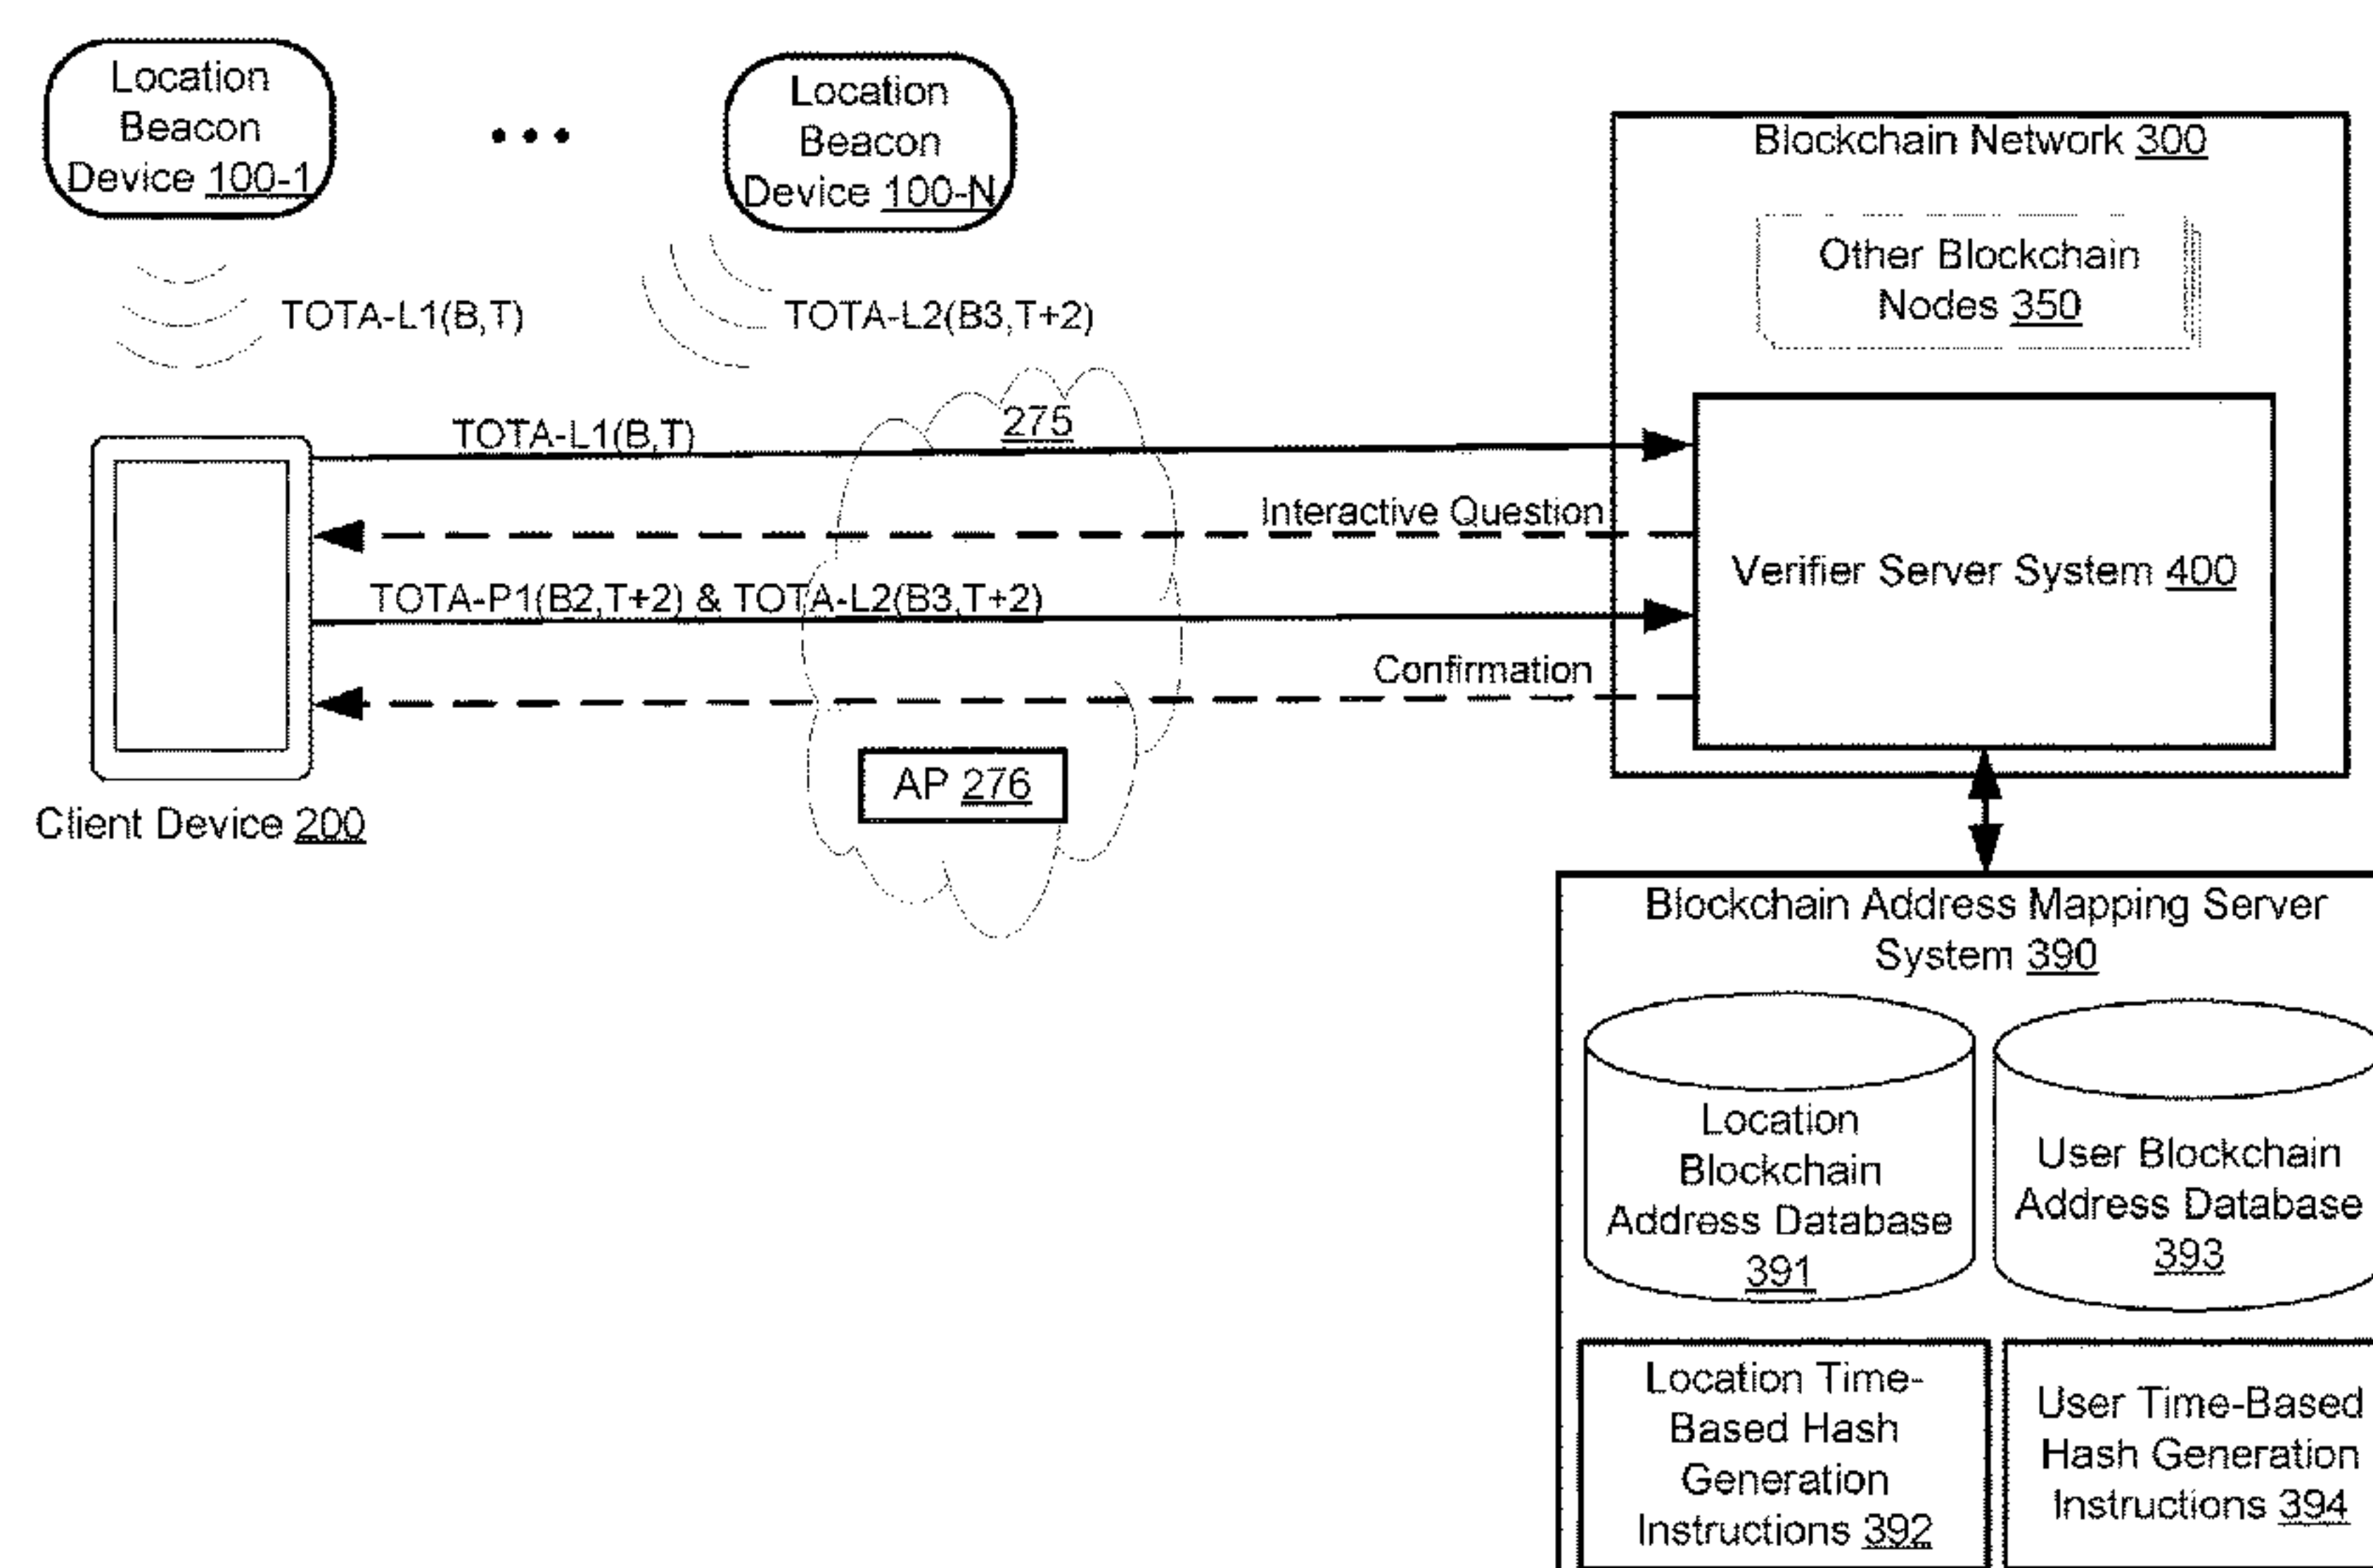 Location
Beacon
Device 100-1
• • •
Location
Beacon
Device 100-N
TOTA-L1(B,T)
TOTA-L2(B3,T+2)
Blockchain Network 300
Other Blockchain
Nodes 350
275
TOTA-L1(B,T)
Interactive Question
TOTA-P1(B2,T+2) & TOTA-L2(B3,T+2)
Confirmation
Verifier Server System 400
AP 276
Client Device 200
Blockchain Address Mapping Server
System 390
Location
Blockchain
Address Database
391
User Blockchain
Address Database
393
Location Time-
Based Hash
Generation
Instructions 392
User Time-Based
Hash Generation
Instructions 394